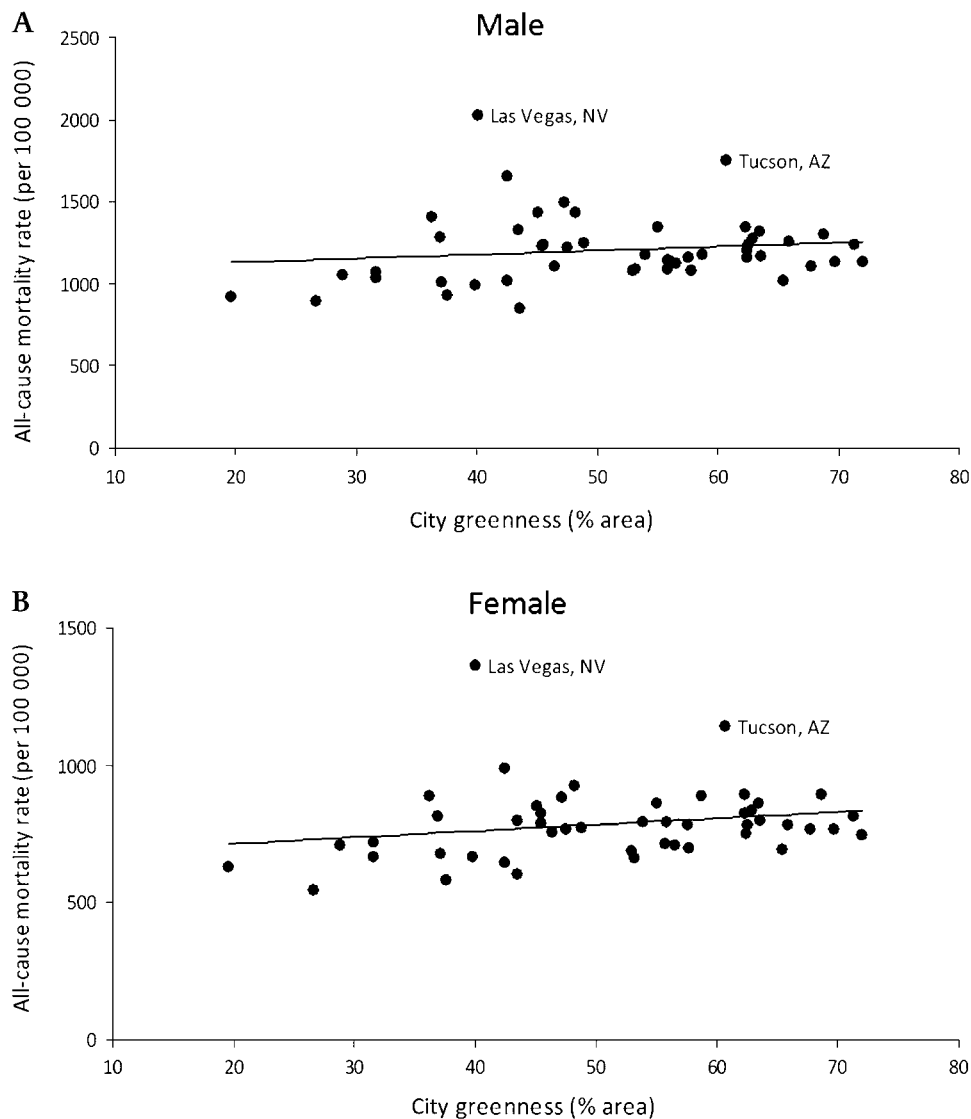 A
Male
2500
2000
1500
1000
500
0
All-cause mortality rate (per 100 000)
Las Vegas, NV
Tucson, AZ
10 20 30 40 50 60 70 80
City greenness (% area)
B
Female
1500
1000
500
0
All-cause mortality rate (per 100 000)
Las Vegas, NV
Tucson, AZ
10 20 30 40 50 60 70 80
City greenness (% area)